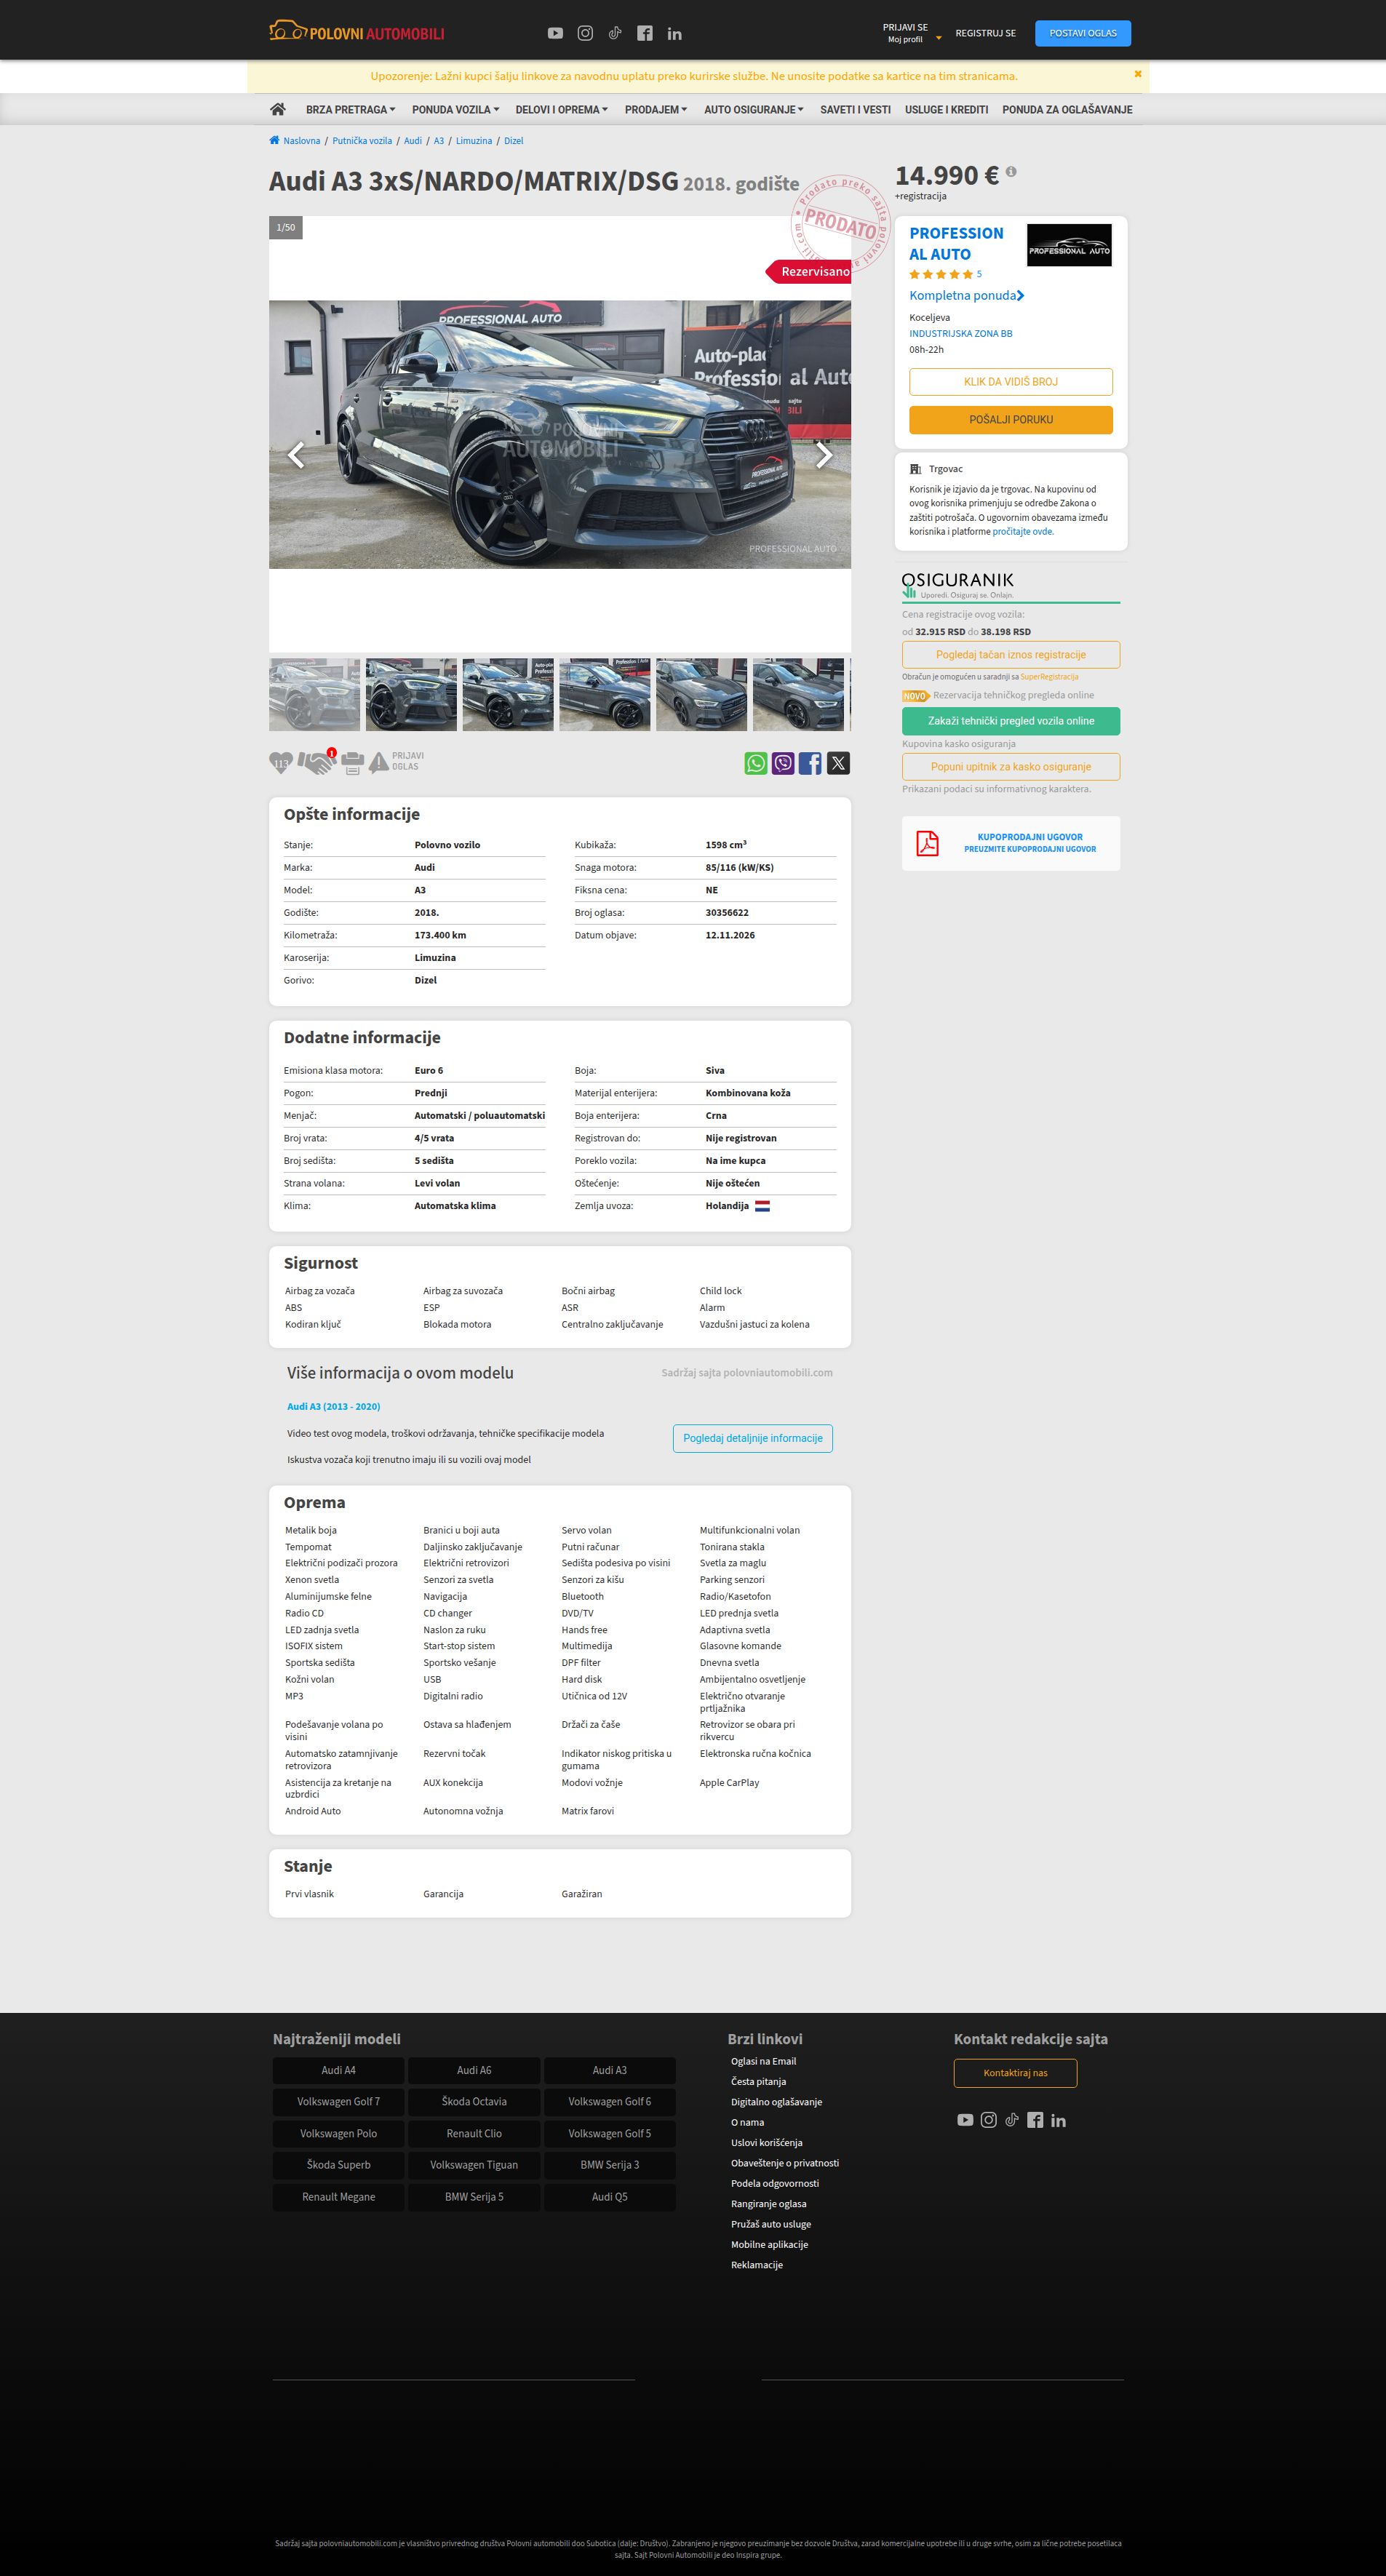 POLOVNI AUTOMOBILI
PRIJAVI SE
Moj profil
REGISTRUJ SE
POSTAVI OGLAS
Upozorenje: Lažni kupci šalju linkove za navodnu uplatu preko kurirske službe. Ne unosite podatke sa kartice na tim stranicama.
BRZA PRETRAGA PONUDA VOZILA DELOVI I OPREMA PRODAJEM AUTO OSIGURANJE SAVETI I VESTI USLUGE I KREDITI PONUDA ZA OGLAŠAVANJE
Naslovna / Putnička vozila / Audi / A3 / Limuzina / Dizel
Audi A3 3xS/NARDO/MATRIX/DSG 2018. godište
Prodato preko sajta polovni automobili.com
PRODATO
1/50
Rezervisano
PROFESSIONAL AUTO
Auto-plac
Professional Auto
POLOVNI
AUTOMOBILI
PROFESSIONAL AUTO
PROFESSIONAL AUTO
14.990 €
+registracija
PROFESSION
AL AUTO
PROFESSIONAL AUTO
5
Kompletna ponuda
Koceljeva
INDUSTRIJSKA ZONA BB
08h-22h
KLIK DA VIDIŠ BROJ
POŠALJI PORUKU
Trgovac
Korisnik je izjavio da je trgovac. Na kupovinu od
ovog korisnika primenjuju se odredbe Zakona o
zaštiti potrošača. O ugovornim obavezama između
korisnika i platforme pročitajte ovde.
OSIGURANIK
Uporedi. Osiguraj se. Onlajn.
Cena registracije ovog vozila:
od 32.915 RSD do 38.198 RSD
Pogledaj tačan iznos registracije
Obračun je omogućen u saradnji sa SuperRegistracija
NOVO Rezervacija tehničkog pregleda online
Zakaži tehnički pregled vozila online
Kupovina kasko osiguranja
Popuni upitnik za kasko osiguranje
Prikazani podaci su informativnog karaktera.
KUPOPRODAJNI UGOVOR
PREUZMITE KUPOPRODAJNI UGOVOR
113
1
PRIJAVI
OGLAS
Opšte informacije
Stanje: Polovno vozilo
Marka: Audi
Model: A3
Godište: 2018.
Kilometraža: 173.400 km
Karoserija: Limuzina
Gorivo: Dizel
Kubikaža: 1598 cm³
Snaga motora: 85/116 (kW/KS)
Fiksna cena: NE
Broj oglasa: 30356622
Datum objave: 12.11.2026
Dodatne informacije
Emisiona klasa motora: Euro 6
Pogon: Prednji
Menjač: Automatski / poluautomatski
Broj vrata: 4/5 vrata
Broj sedišta: 5 sedišta
Strana volana: Levi volan
Klima: Automatska klima
Boja: Siva
Materijal enterijera: Kombinovana koža
Boja enterijera: Crna
Registrovan do: Nije registrovan
Poreklo vozila: Na ime kupca
Oštećenje: Nije oštećen
Zemlja uvoza: Holandija
Sigurnost
Airbag za vozača Airbag za suvozača Bočni airbag Child lock
ABS ESP ASR Alarm
Kodiran ključ Blokada motora Centralno zaključavanje Vazdušni jastuci za kolena
Više informacija o ovom modelu
Sadržaj sajta polovniautomobili.com
Audi A3 (2013 - 2020)
Video test ovog modela, troškovi održavanja, tehničke specifikacije modela
Pogledaj detaljnije informacije
Iskustva vozača koji trenutno imaju ili su vozili ovaj model
Oprema
Metalik boja Branici u boji auta Servo volan Multifunkcionalni volan
Tempomat Daljinsko zaključavanje Putni računar Tonirana stakla
Električni podizači prozora Električni retrovizori Sedišta podesiva po visini Svetla za maglu
Xenon svetla Senzori za svetla Senzori za kišu Parking senzori
Aluminijumske felne Navigacija Bluetooth Radio/Kasetofon
Radio CD CD changer DVD/TV LED prednja svetla
LED zadnja svetla Naslon za ruku Hands free Adaptivna svetla
ISOFIX sistem Start-stop sistem Multimedija Glasovne komande
Sportska sedišta Sportsko vešanje DPF filter Dnevna svetla
Kožni volan USB Hard disk Ambijentalno osvetljenje
MP3 Digitalni radio Utičnica od 12V Električno otvaranje
prtljažnika
Podešavanje volana po Ostava sa hlađenjem Držači za čaše Retrovizor se obara pri
visini rikvercu
Automatsko zatamnjivanje Rezervni točak Indikator niskog pritiska u Elektronska ručna kočnica
retrovizora gumama
Asistencija za kretanje na AUX konekcija Modovi vožnje Apple CarPlay
uzbrdici
Android Auto Autonomna vožnja Matrix farovi
Stanje
Prvi vlasnik Garancija Garažiran
Najtraženiji modeli
Audi A4 Audi A6 Audi A3
Volkswagen Golf 7 Škoda Octavia Volkswagen Golf 6
Volkswagen Polo Renault Clio Volkswagen Golf 5
Škoda Superb Volkswagen Tiguan BMW Serija 3
Renault Megane BMW Serija 5 Audi Q5
Brzi linkovi
Oglasi na Email
Česta pitanja
Digitalno oglašavanje
O nama
Uslovi korišćenja
Obaveštenje o privatnosti
Podela odgovornosti
Rangiranje oglasa
Pružaš auto usluge
Mobilne aplikacije
Reklamacije
Kontakt redakcije sajta
Kontaktiraj nas
Sadržaj sajta polovniautomobili.com je vlasništvo privrednog društva Polovni automobili doo Subotica (dalje: Društvo). Zabranjeno je njegovo preuzimanje bez dozvole Društva, zarad komercijalne upotrebe ili u druge svrhe, osim za lične potrebe posetilaca
sajta. Sajt Polovni Automobili je deo Inspira grupe.